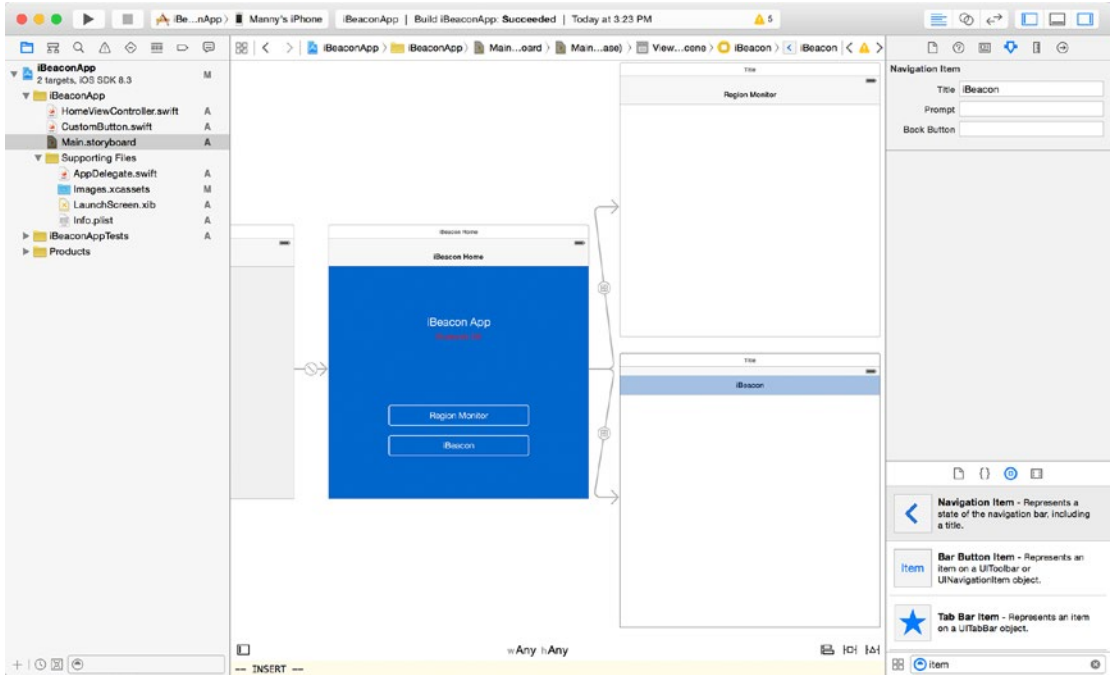 iBe...nApp) Manny's iPhone iBeaconApp | Build iBeaconApp: Succeeded | Today at 3:23 PM 5
iBeaconApp iBeaconApp Main...oard Main...ase) View...cene iBeacon iBeacon
iBeaconApp M
2 targets, iOS SDK 8.3
iBeaconApp
HomeViewController.swift A
CustomButton.swift A
Main.storyboard A
Supporting Files
AppDelegate.swift A
Images.xcassets M
LaunchScreen.xib A
Info.plist A
iBeaconAppTests A
Products
iBeacon Home
iBeacon Home
iBeacon App
Region Monitor
iBeacon
Title
Region Monitor
Title
iBeacon
wAny hAny
-- INSERT --
Navigation Item
Title iBeacon
Prompt
Back Button
Navigation Item - Represents a
state of the navigation bar, including
a title.
Item
Bar Button Item - Represents an
item on a UIToolbar or
UINavigationItem object.
Tab Bar Item - Represents an item
on a UITabBar object.
item